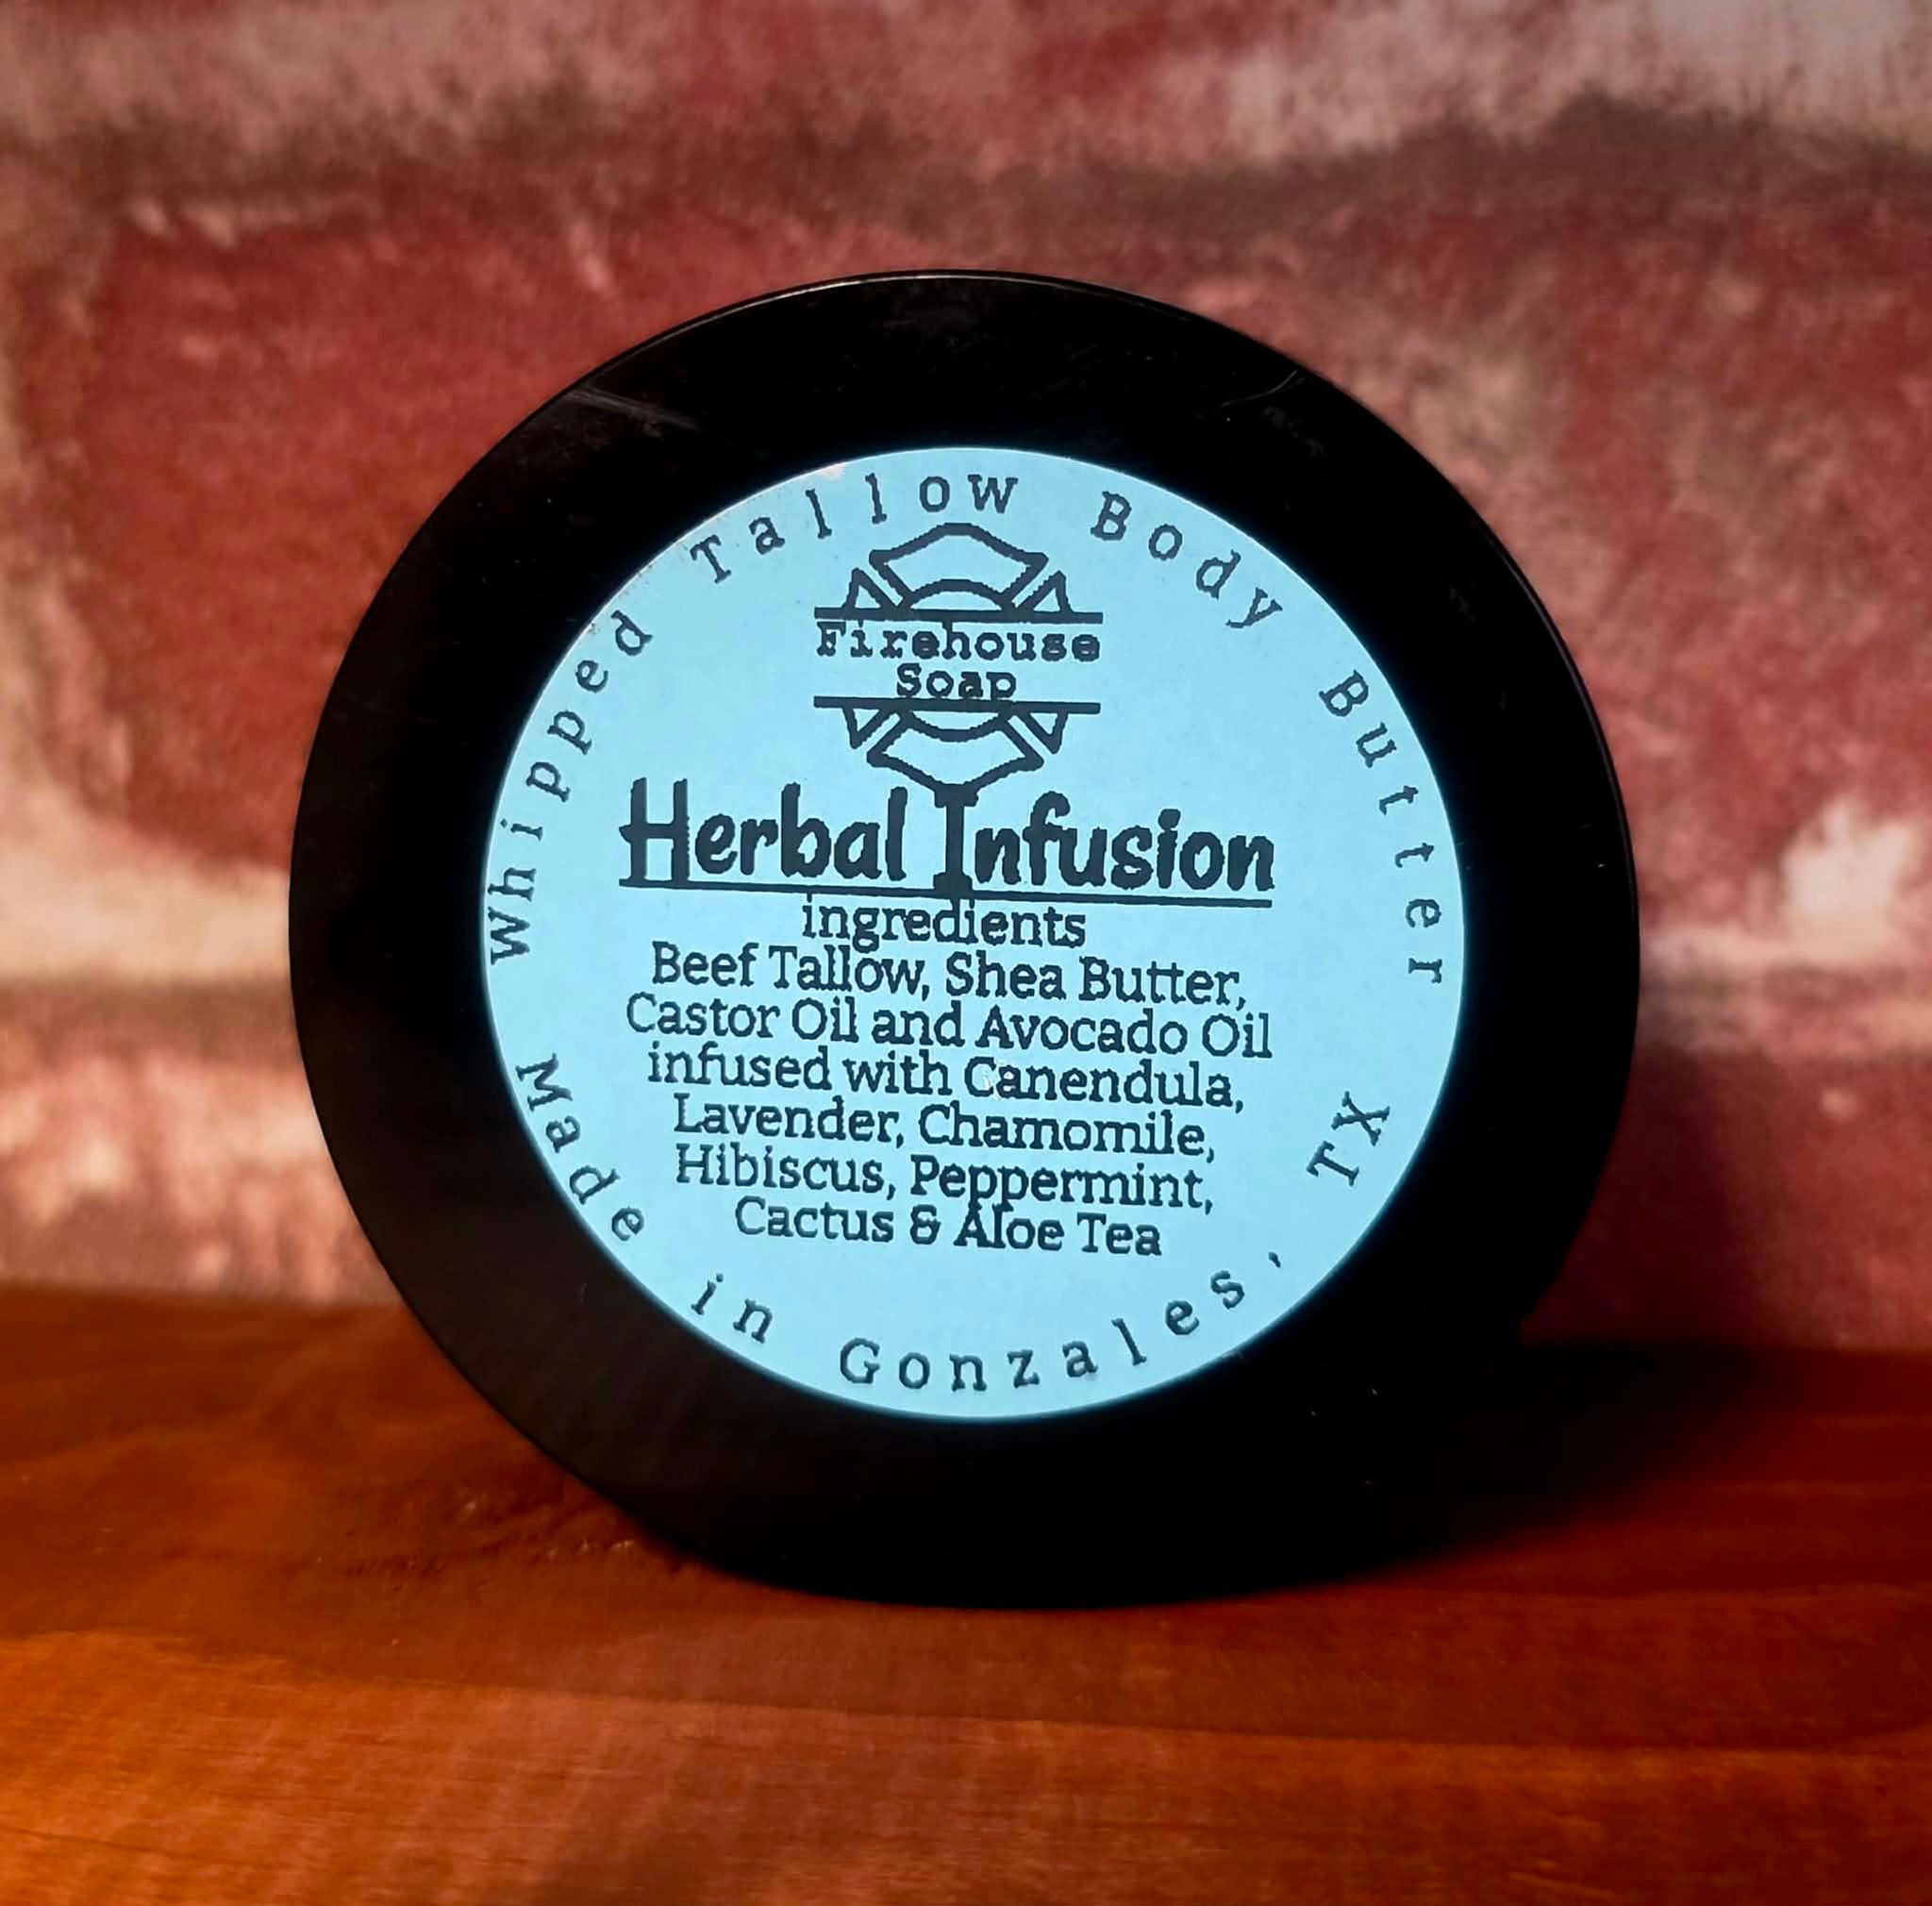 Whipped Tallow Body Butter
Firehouse
Soap
Herbal Infusion
ingredients
Beef Tallow, Shea Butter,
Castor Oil and Avocado Oil
infused with Canendula,
Lavender, Chamomile,
Hibiscus, Peppermint,
Cactus & Aloe Tea
Made in Gonzales, TX